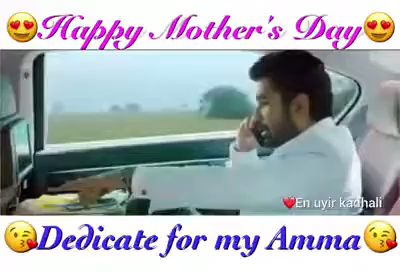 😍Happy Mother's Day😍
❤En uyir kadhali
😘Dedicate for my Amma😘